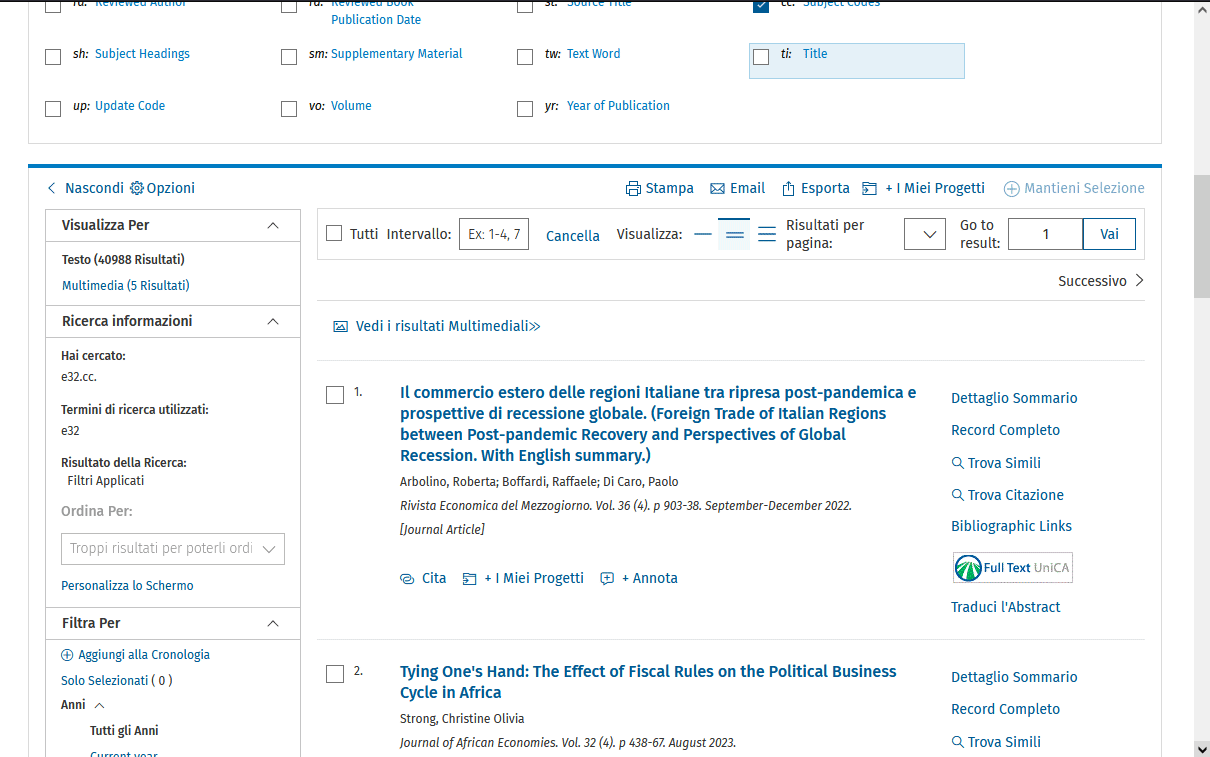 ra: Reviewed Author
rd: Reviewed Book Publication Date
st: Source Title
cc: Subject Codes
sh: Subject Headings
sm: Supplementary Material
tw: Text Word
ti: Title
up: Update Code
vo: Volume
yr: Year of Publication
Nascondi Opzioni
Stampa Email Esporta + I Miei Progetti Mantieni Selezione
Visualizza Per
Testo (40988 Risultati)
Multimedia (5 Risultati)
Ricerca informazioni
Hai cercato:
e32.cc.
Termini di ricerca utilizzati:
e32
Risultato della Ricerca:
Filtri Applicati
Ordina Per:
Troppi risultati per poterli ordi
Personalizza lo Schermo
Filtra Per
Aggiungi alla Cronologia
Solo Selezionati ( 0 )
Anni
Tutti gli Anni
Current year
Tutti Intervallo: Ex: 1-4, 7 Cancella Visualizza: Risultati per pagina: Go to result: 1 Vai
Successivo
Vedi i risultati Multimediali
1.
Il commercio estero delle regioni Italiane tra ripresa post-pandemica e
prospettive di recessione globale. (Foreign Trade of Italian Regions
between Post-pandemic Recovery and Perspectives of Global
Recession. With English summary.)
Arbolino, Roberta; Boffardi, Raffaele; Di Caro, Paolo
Rivista Economica del Mezzogiorno. Vol. 36 (4). p 903-38. September-December 2022.
[Journal Article]
Cita + I Miei Progetti + Annota
Dettaglio Sommario
Record Completo
Trova Simili
Trova Citazione
Bibliographic Links
Full Text UniCA
Traduci l'Abstract
2.
Tying One's Hand: The Effect of Fiscal Rules on the Political Business
Cycle in Africa
Strong, Christine Olivia
Journal of African Economies. Vol. 32 (4). p 438-67. August 2023.
Dettaglio Sommario
Record Completo
Trova Simili